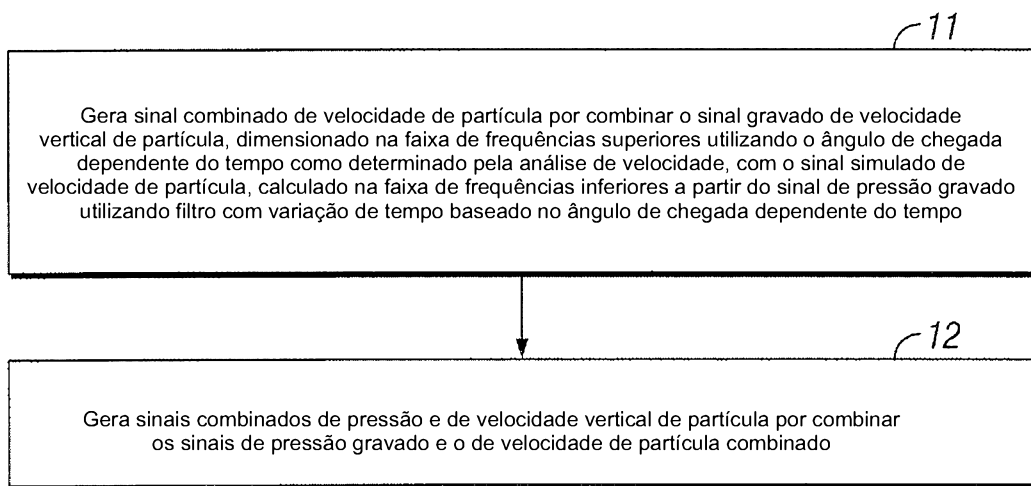 11
Gera sinal combinado de velocidade de partícula por combinar o sinal gravado de velocidade
vertical de partícula, dimensionado na faixa de frequências superiores utilizando o ângulo de chegada
dependente do tempo como determinado pela análise de velocidade, com o sinal simulado de
velocidade de partícula, calculado na faixa de frequências inferiores a partir do sinal de pressão gravado
utilizando filtro com variação de tempo baseado no ângulo de chegada dependente do tempo
12
Gera sinais combinados de pressão e de velocidade vertical de partícula por combinar
os sinais de pressão gravado e o de velocidade de partícula combinado